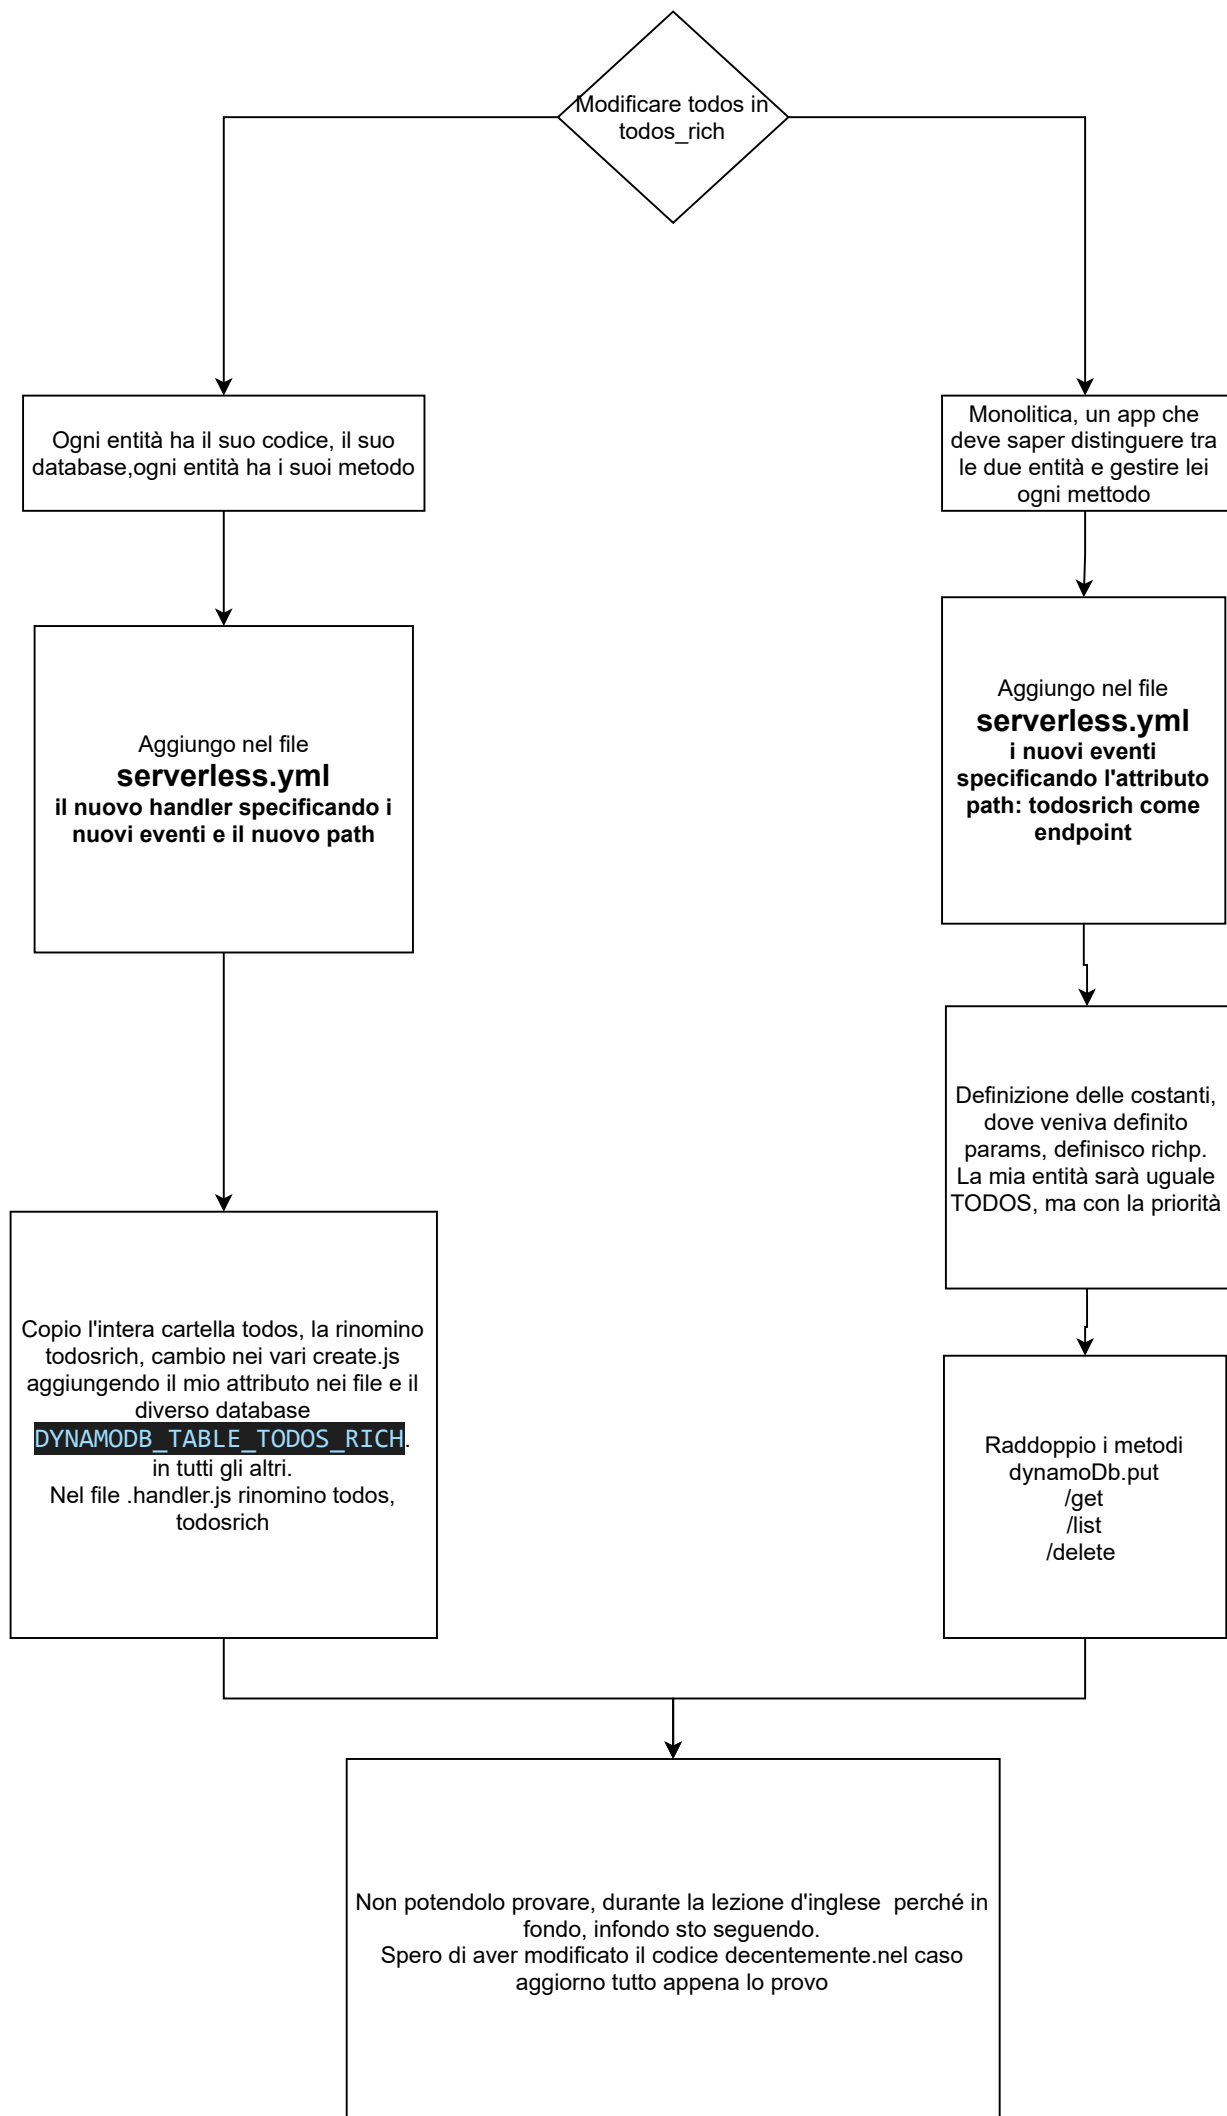 Modificare todos in
todos_rich
Ogni entità ha il suo codice, il suo
database,ogni entità ha i suoi metodo
Monolitica, un app che
deve saper distinguere tra
le due entità e gestire lei
ogni mettodo
Aggiungo nel file
serverless.yml
il nuovo handler specificando i
nuovi eventi e il nuovo path
Aggiungo nel file
serverless.yml
i nuovi eventi
specificando l'attributo
path: todosrich come
endpoint
Definizione delle costanti,
dove veniva definito
params, definisco richp.
La mia entità sarà uguale
TODOS, ma con la priorità
Copio l'intera cartella todos, la rinomino
todosrich, cambio nei vari create.js
aggiungendo il mio attributo nei file e il
diverso database
DYNAMODB_TABLE_TODOS_RICH.
in tutti gli altri.
Nel file .handler.js rinomino todos,
todosrich
Raddoppio i metodi
dynamoDb.put
/get
/list
/delete
Non potendolo provare, durante la lezione d'inglese  perché in
fondo, infondo sto seguendo.
Spero di aver modificato il codice decentemente.nel caso
aggiorno tutto appena lo provo